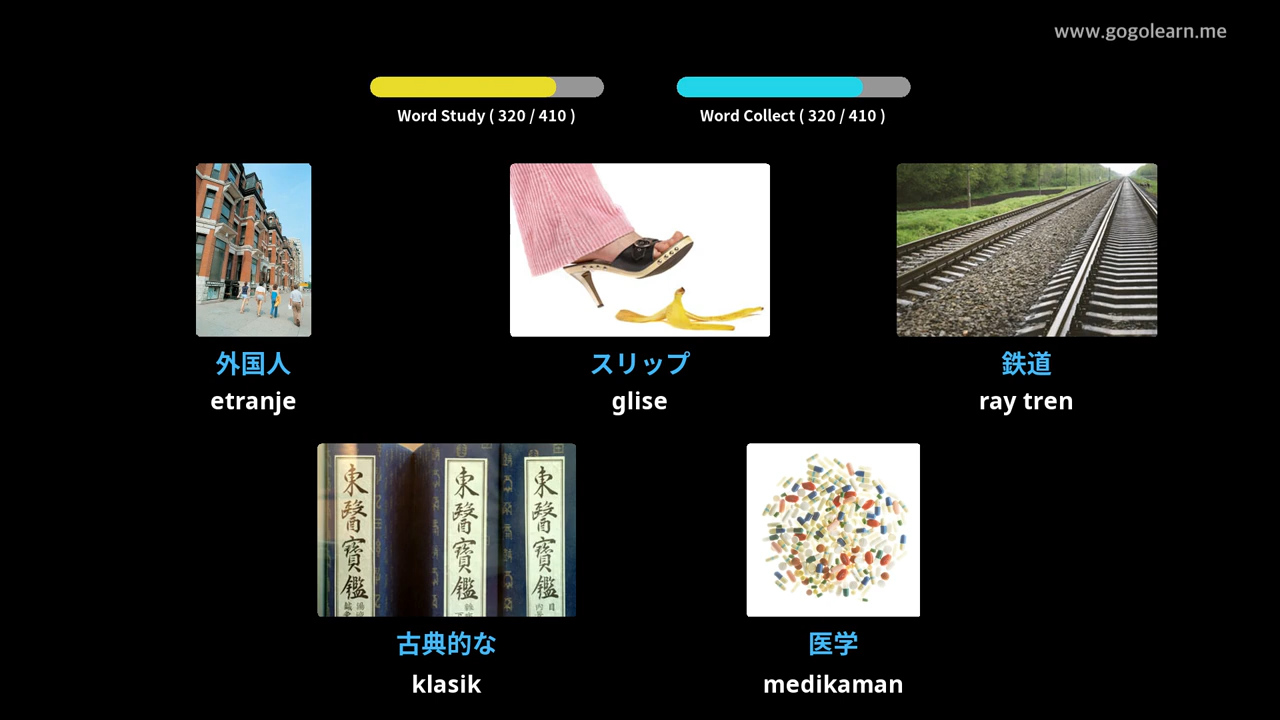 www.gogolearn.me
Word Study ( 320 / 410 )
Word Collect ( 320 / 410 )
外国人
etranje
スリップ
glise
鉄道
ray tren
東醫寶鑑
東醫寶鑑
東醫寶鑑
古典的な
klasik
医学
medikaman